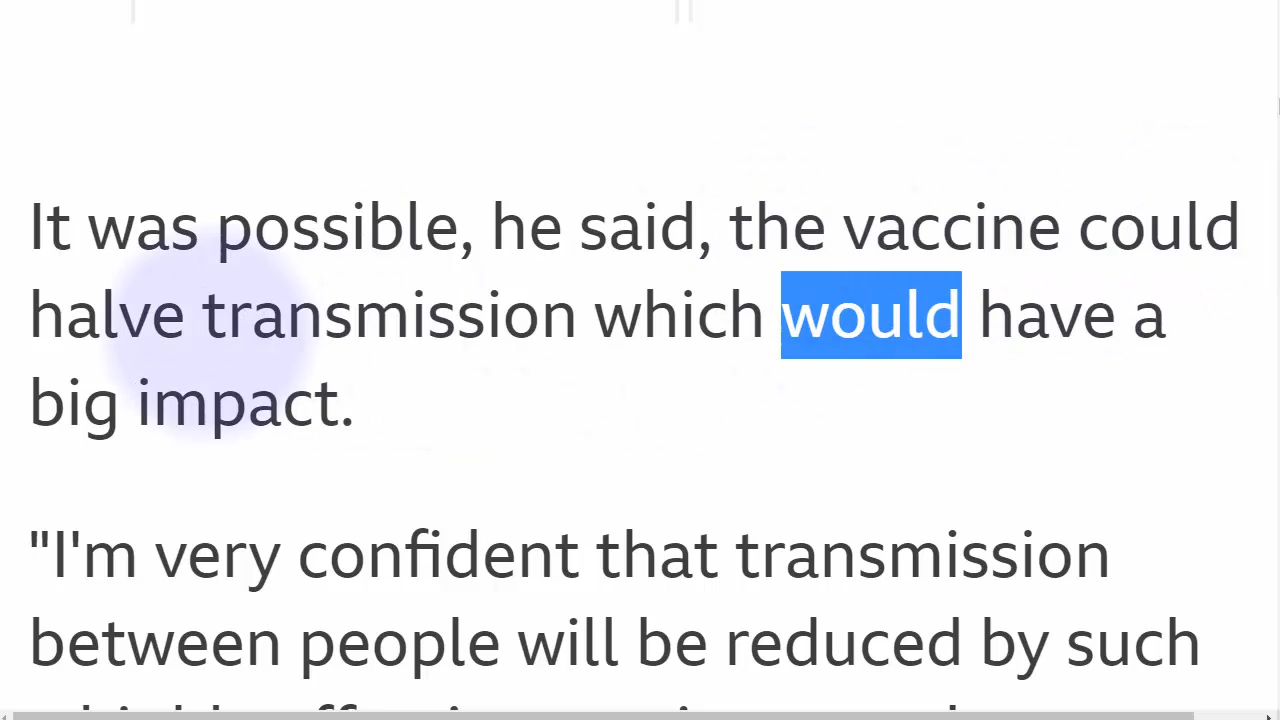 It was possible, he said, the vaccine could
halve transmission which would have a
big impact.
"I'm very confident that transmission
between people will be reduced by such